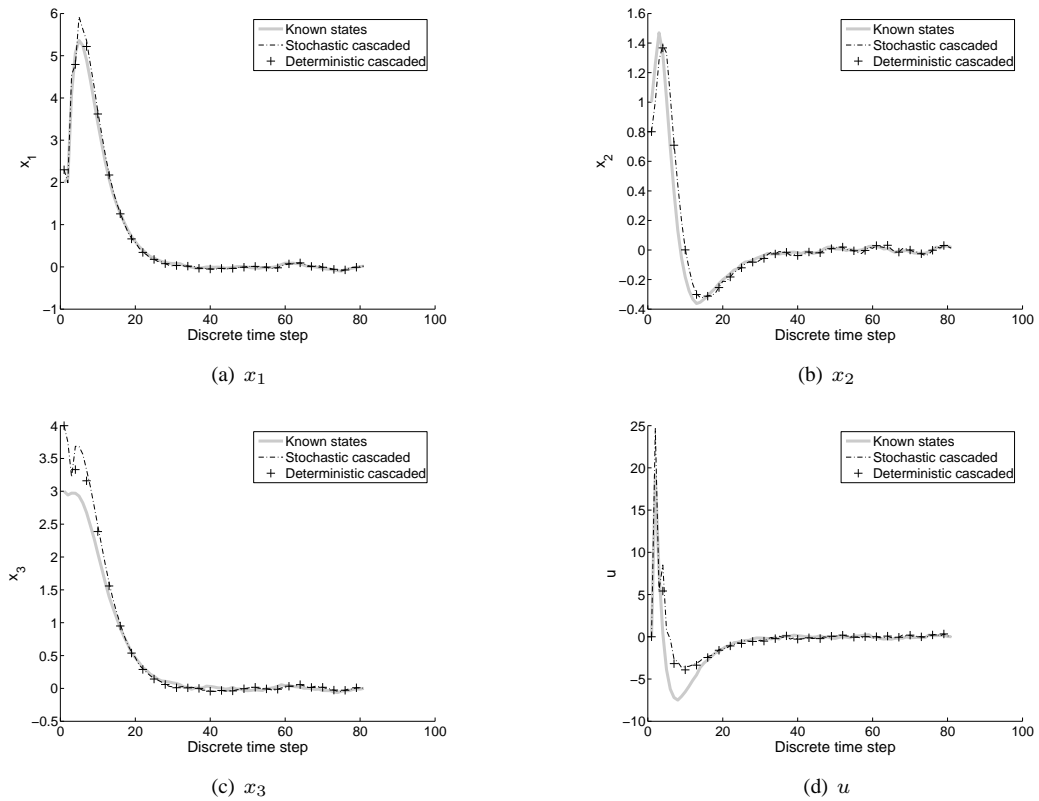 6
5
4
3
2
1
0
−1
x1
0
20
40
60
80
100
Discrete time step
Known states
Stochastic cascaded
Deterministic cascaded
(a) x1
1.6
1.4
1.2
1
0.8
0.6
0.4
0.2
0
−0.2
−0.4
x2
0
20
40
60
80
100
Discrete time step
Known states
Stochastic cascaded
Deterministic cascaded
(b) x2
4
3.5
3
2.5
2
1.5
1
0.5
0
−0.5
x3
0
20
40
60
80
100
Discrete time step
Known states
Stochastic cascaded
Deterministic cascaded
(c) x3
25
20
15
10
5
0
−5
−10
u
0
20
40
60
80
100
Discrete time step
Known states
Stochastic cascaded
Deterministic cascaded
(d) u